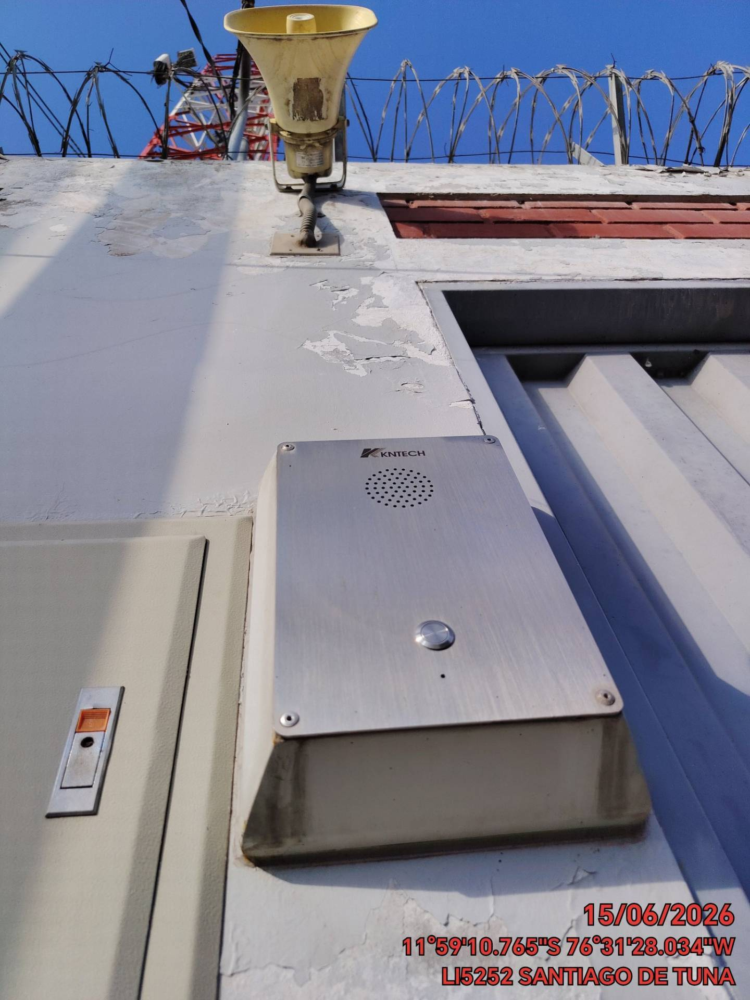 KNTECH
15/06/2026
11°59'10.765"S 76°31'28.034"W
LI5252 SANTIAGO DE TUNA